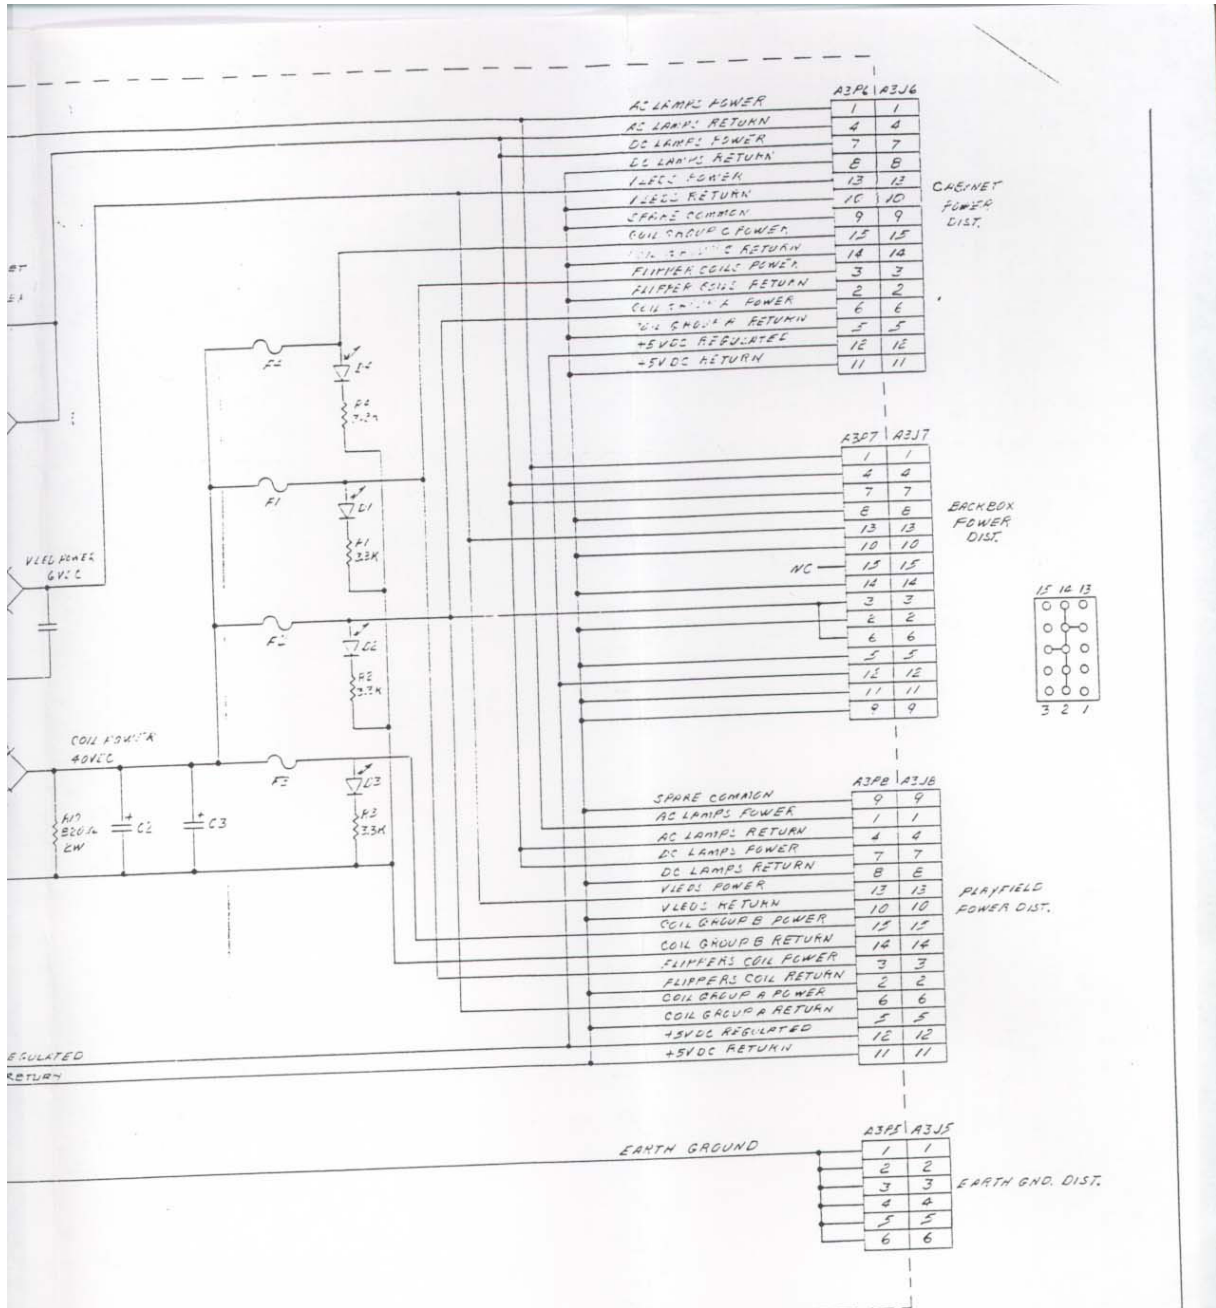 A3P6 A3J6
AC LAMPS POWER 1 1
AC LAMPS RETURN 4 4
DC LAMPS POWER 7 7
DC LAMPS RETURN 8 8
VLEDS POWER 13 13
VLEDS RETURN 10 10
SPARE COMMON 9 9
COIL GROUP C POWER 15 15
COIL GROUP C RETURN 14 14
FLIPPER COILS POWER 3 3
FLIPPER COILS RETURN 2 2
COIL GROUP A POWER 6 6
COIL GROUP A RETURN 5 5
+5VDC REGULATED 12 12
+5VDC RETURN 11 11
CABINET
POWER
DIST.
F4
D4
R4
3.3K
F1
D1
R1
3.3K
F2
D2
R2
3.3K
F3
D3
R3
3.3K
VLED POWER
6VDC
COIL POWER
40VDC
2W
C2
C3
A3P7 A3J7
1 1
4 4
7 7
8 8
13 13
10 10
NC 15 15
14 14
3 3
2 2
6 6
5 5
12 12
11 11
9 9
BACKBOX
POWER
DIST.
15 14 13
3 2 1
A3P8 A3J8
SPARE COMMON 9 9
AC LAMPS POWER 1 1
AC LAMPS RETURN 4 4
DC LAMPS POWER 7 7
DC LAMPS RETURN 8 8
VLEDS POWER 13 13
VLEDS RETURN 10 10
COIL GROUP B POWER 15 15
COIL GROUP B RETURN 14 14
FLIPPERS COIL POWER 3 3
FLIPPERS COIL RETURN 2 2
COIL GROUP A POWER 6 6
COIL GROUP A RETURN 5 5
+5VDC REGULATED 12 12
+5VDC RETURN 11 11
PLAYFIELD
POWER DIST.
EGULATED
RETURN
A3P5 A3J5
EARTH GROUND 1 1
2 2
3 3
4 4
5 5
6 6
EARTH GND. DIST.